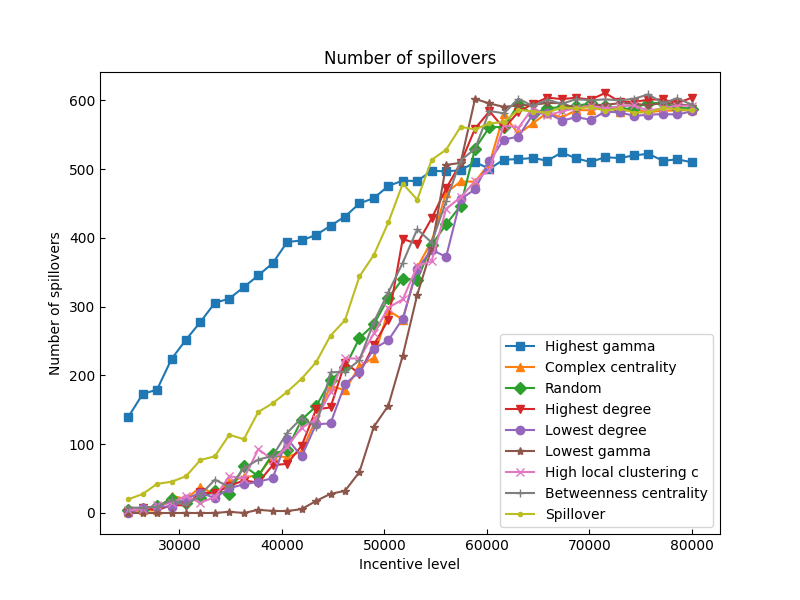 Number of spillovers
Number of spillovers
600
500
400
300
200
100
0
30000 40000 50000 60000 70000 80000
Incentive level
Highest gamma
Complex centrality
Random
Highest degree
Lowest degree
Lowest gamma
High local clustering c
Betweenness centrality
Spillover